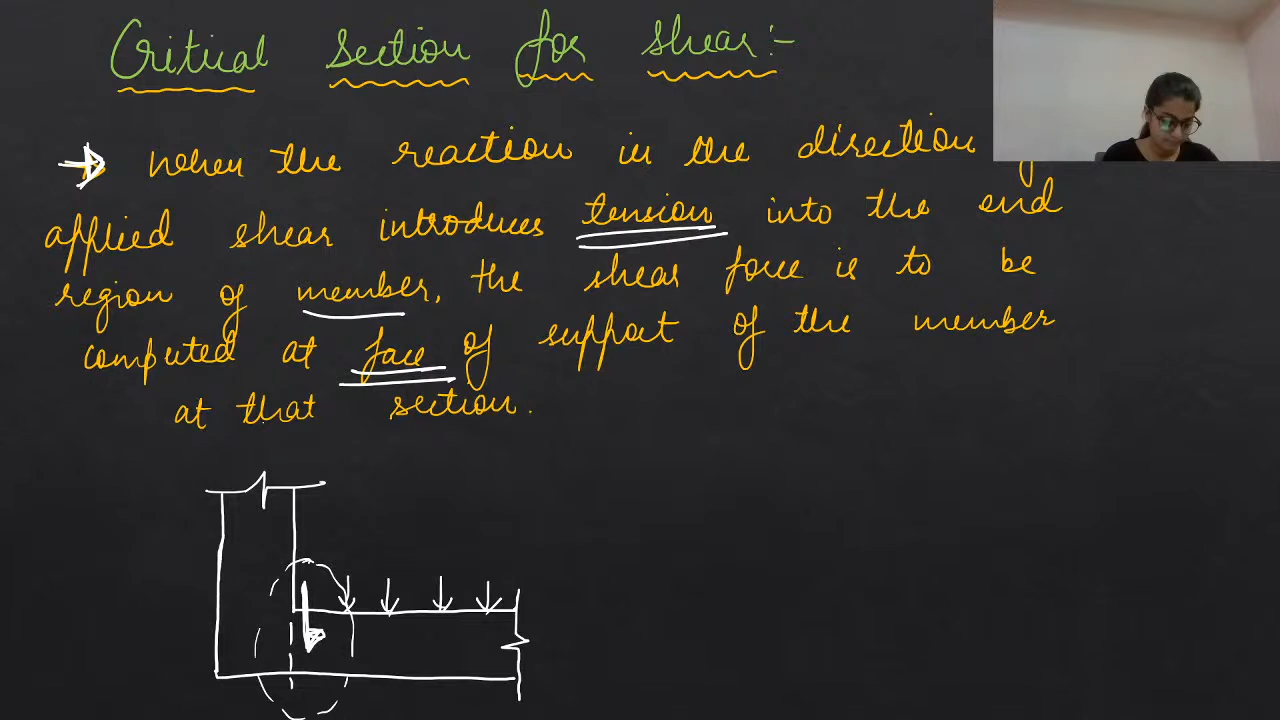 Critical section for shear:-
When the reaction in the direction
applied shear introduces tension into the end
region of member, the shear force is to be
computed at face of support of the member
at that section.